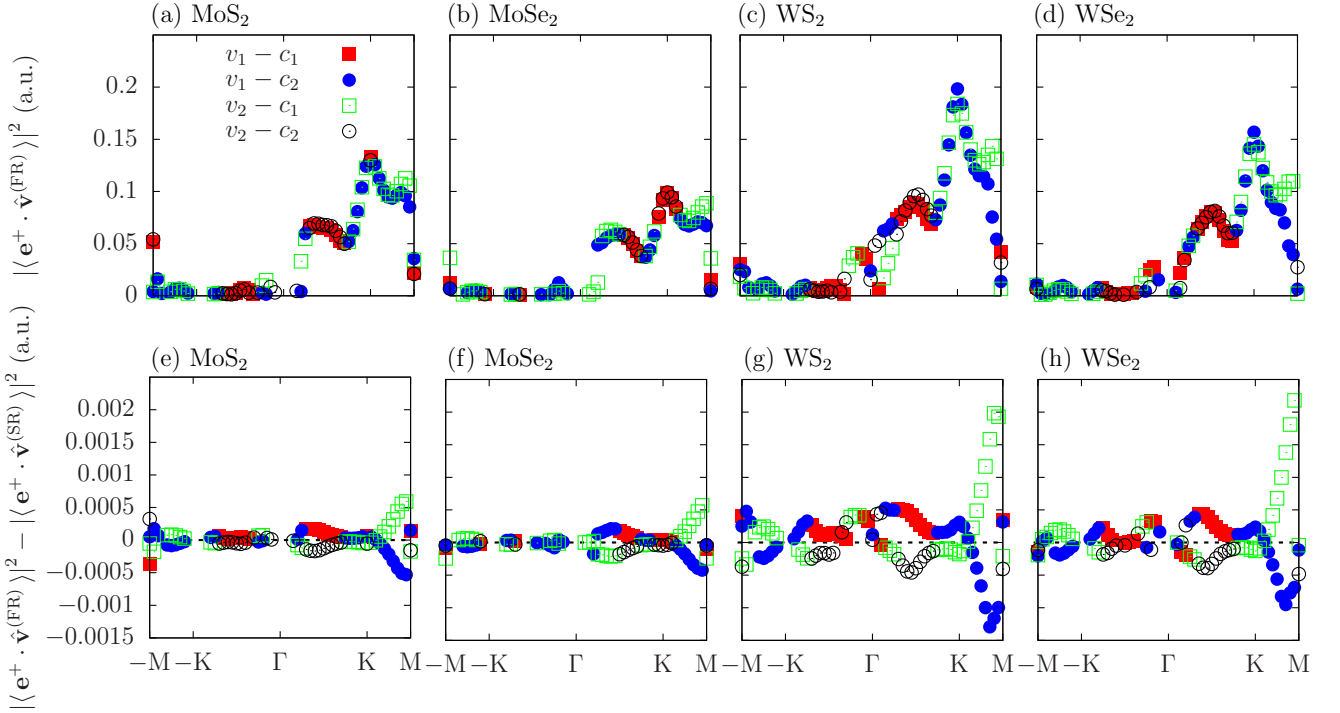 (a) MoS₂
(b) MoSe₂
(c) WS₂
(d) WSe₂
|⟨e⁺ · v̂⁽ᶠᴿ⁾⟩|² (a.u.)
0.2
0.15
0.1
0.05
0
v₁ − c₁
v₁ − c₂
v₂ − c₁
v₂ − c₂
(e) MoS₂
(f) MoSe₂
(g) WS₂
(h) WSe₂
|⟨e⁺ · v̂⁽ᶠᴿ⁾⟩|² − |⟨e⁺ · v̂⁽ˢᴿ⁾⟩|² (a.u.)
0.002
0.0015
0.001
0.0005
0
−0.0005
−0.001
−0.0015
−M −K Γ K M
−M −K Γ K M
−M −K Γ K M
−M −K Γ K M